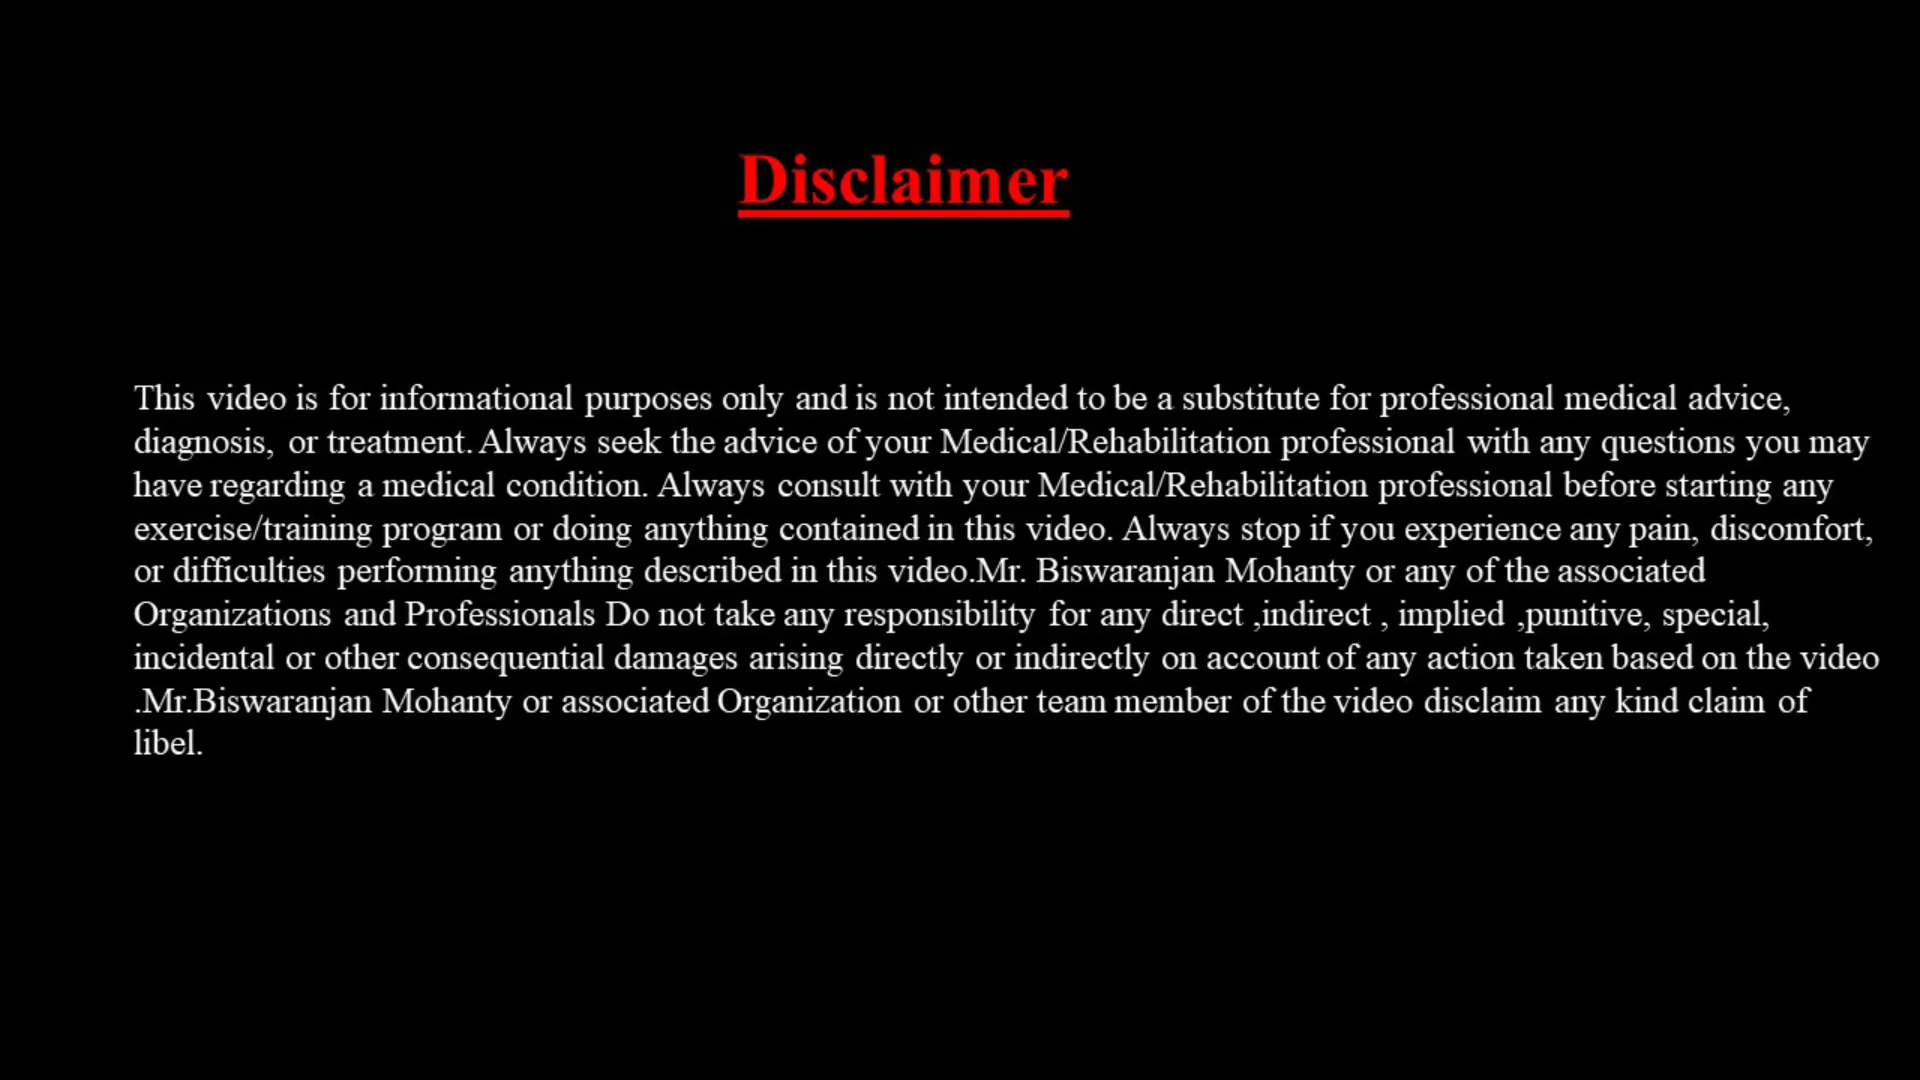 Disclaimer
This video is for informational purposes only and is not intended to be a substitute for professional medical advice,
diagnosis, or treatment. Always seek the advice of your Medical/Rehabilitation professional with any questions you may
have regarding a medical condition. Always consult with your Medical/Rehabilitation professional before starting any
exercise/training program or doing anything contained in this video. Always stop if you experience any pain, discomfort,
or difficulties performing anything described in this video.Mr. Biswaranjan Mohanty or any of the associated
Organizations and Professionals Do not take any responsibility for any direct ,indirect , implied ,punitive, special,
incidental or other consequential damages arising directly or indirectly on account of any action taken based on the video
.Mr.Biswaranjan Mohanty or associated Organization or other team member of the video disclaim any kind claim of
libel.